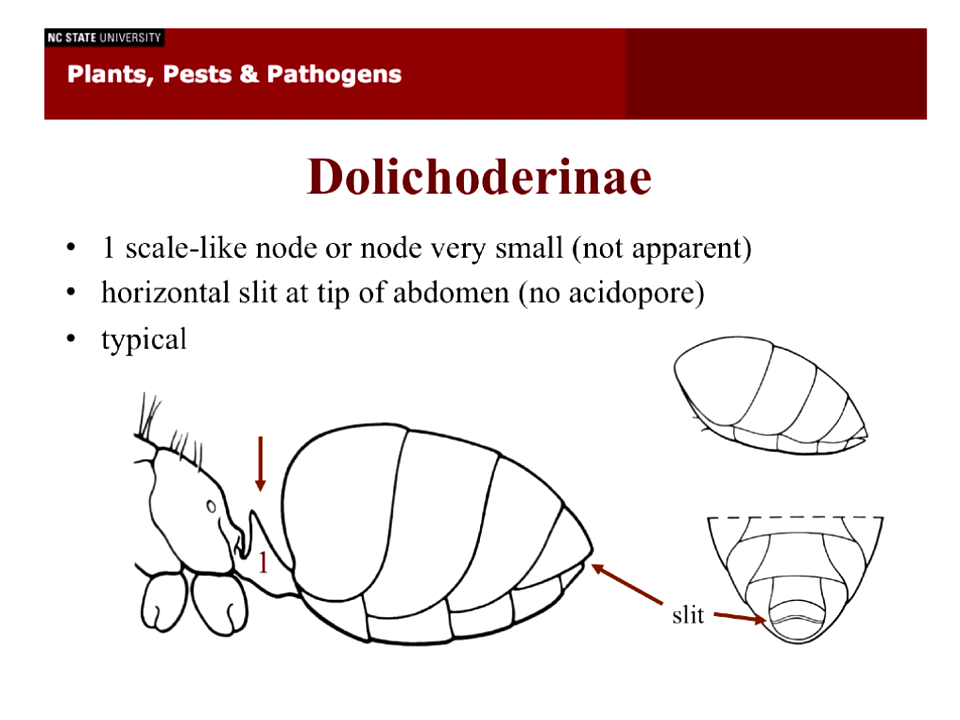 NC STATE UNIVERSITY
Plants, Pests & Pathogens
Dolichoderinae
• 1 scale-like node or node very small (not apparent)
• horizontal slit at tip of abdomen (no acidopore)
• typical
1
slit